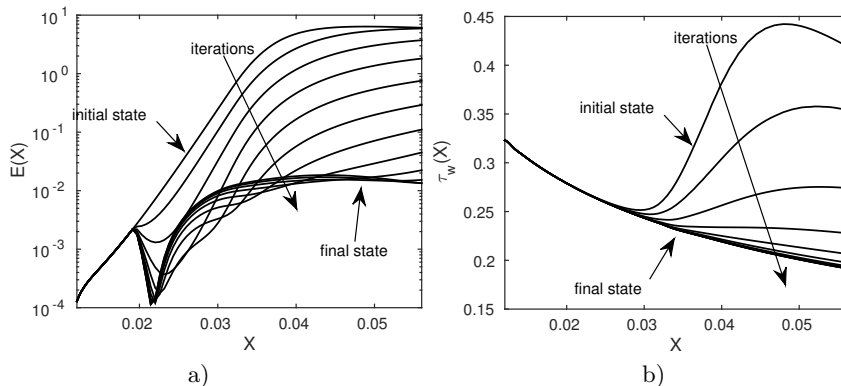 10^1
10^0
10^-1
10^-2
10^-3
10^-4
E(X)
iterations
initial state
final state
0.02 0.03 0.04 0.05
X
a)
0.45
0.4
0.35
0.3
0.25
0.2
0.15
τ_w(X)
iterations
initial state
final state
0.02 0.03 0.04 0.05
X
b)